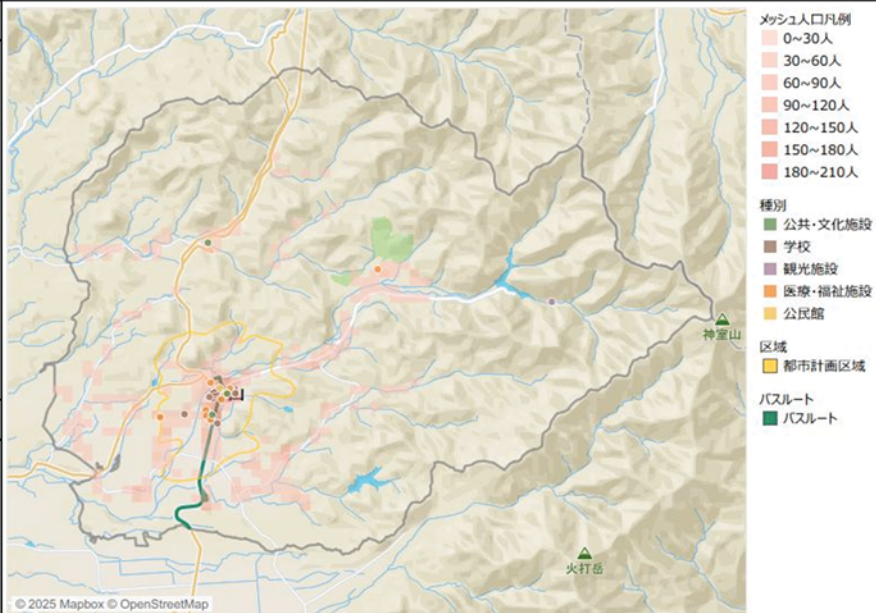 メッシュ人口凡例
0~30人
30~60人
60~90人
90~120人
120~150人
150~180人
180~210人
種別
公共・文化施設
学校
観光施設
医療・福祉施設
公民館
区域
都市計画区域
バスルート
バスルート
神室山
火打岳
© 2025 Mapbox © OpenStreetMap